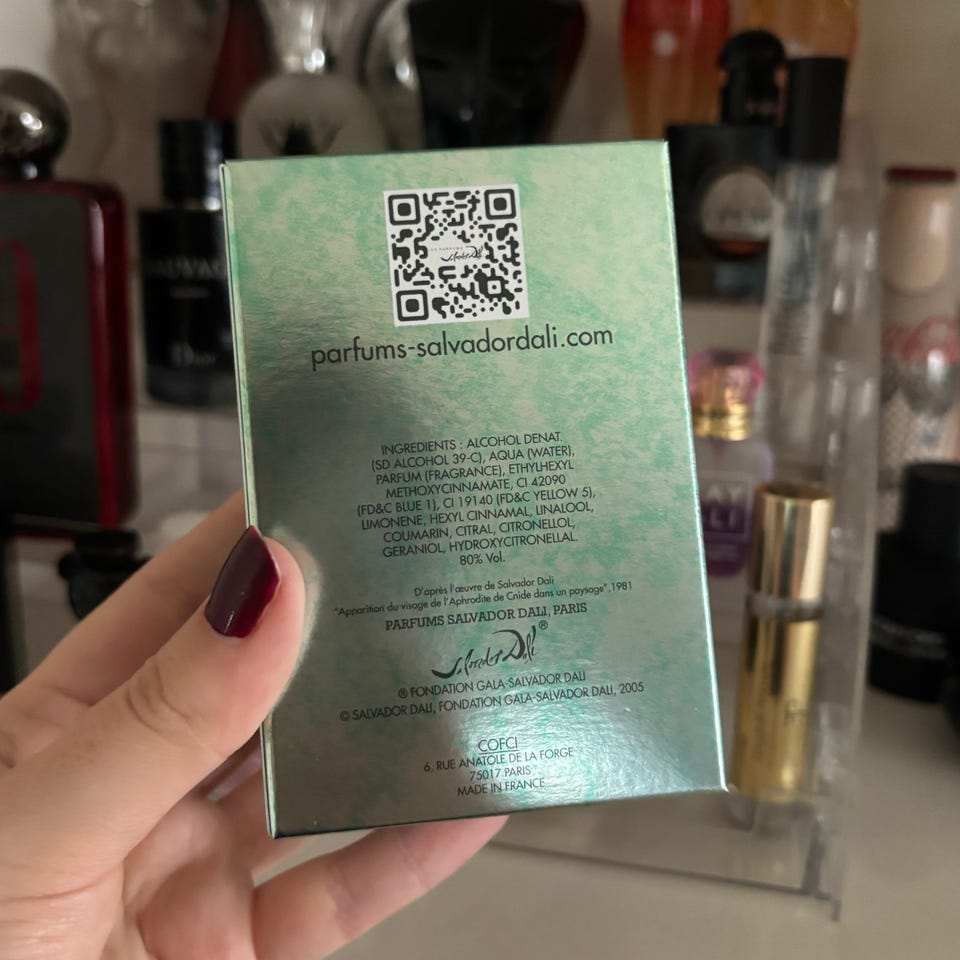 parfums-salvadordali.com
INGREDIENTS : ALCOHOL DENAT.
(SD ALCOHOL 39-C), AQUA (WATER),
PARFUM (FRAGRANCE), ETHYLHEXYL
METHOXYCINNAMATE, CI 42090
(FD&C BLUE 1), CI 19140 (FD&C YELLOW 5),
LIMONENE, HEXYL CINNAMAL, LINALOOL,
COUMARIN, CITRAL, CITRONELLOL,
GERANIOL, HYDROXYCITRONELLAL.
80% Vol.
D'après l'œuvre de Salvador Dali
"Apparition du visage de l'Aphrodite de Cnide dans un paysage",1981
PARFUMS SALVADOR DALI, PARIS
Salvador Dali®
® FONDATION GALA-SALVADOR DALI
© SALVADOR DALI, FONDATION GALA-SALVADOR DALI, 2005
COFCI
6, RUE ANATOLE DE LA FORGE
75017 PARIS
MADE IN FRANCE
Dior